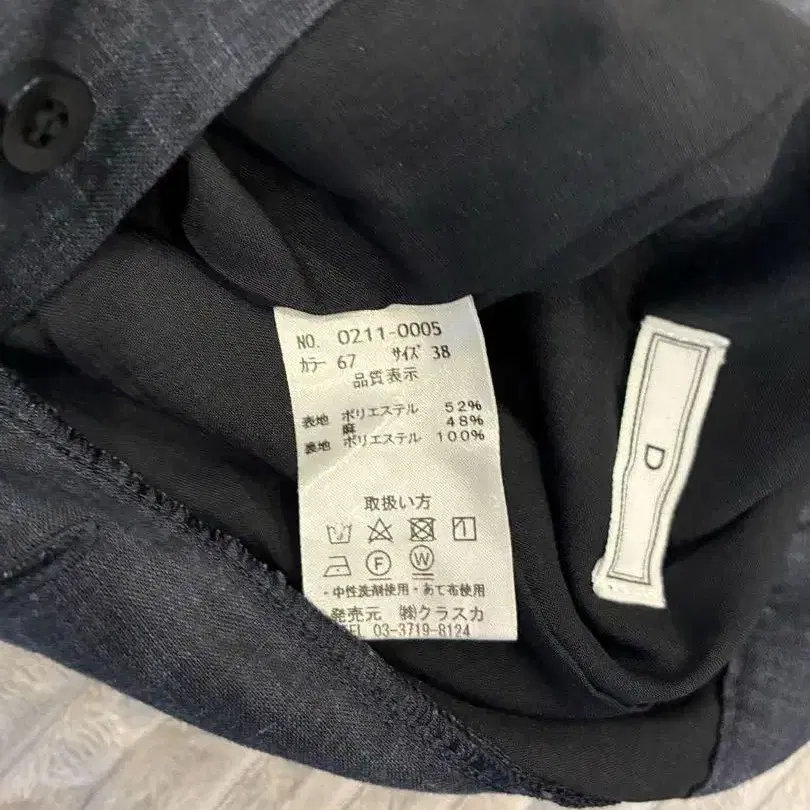 NO. 0211-0005
カラー 67 サイズ 38
品質表示
表地 ポリエステル 52%
麻 48%
裏地 ポリエステル 100%
取扱い方
F W
・中性洗剤使用・あて布使用
発売元 ㈱クラスカ
TEL 03-3719-8124
D